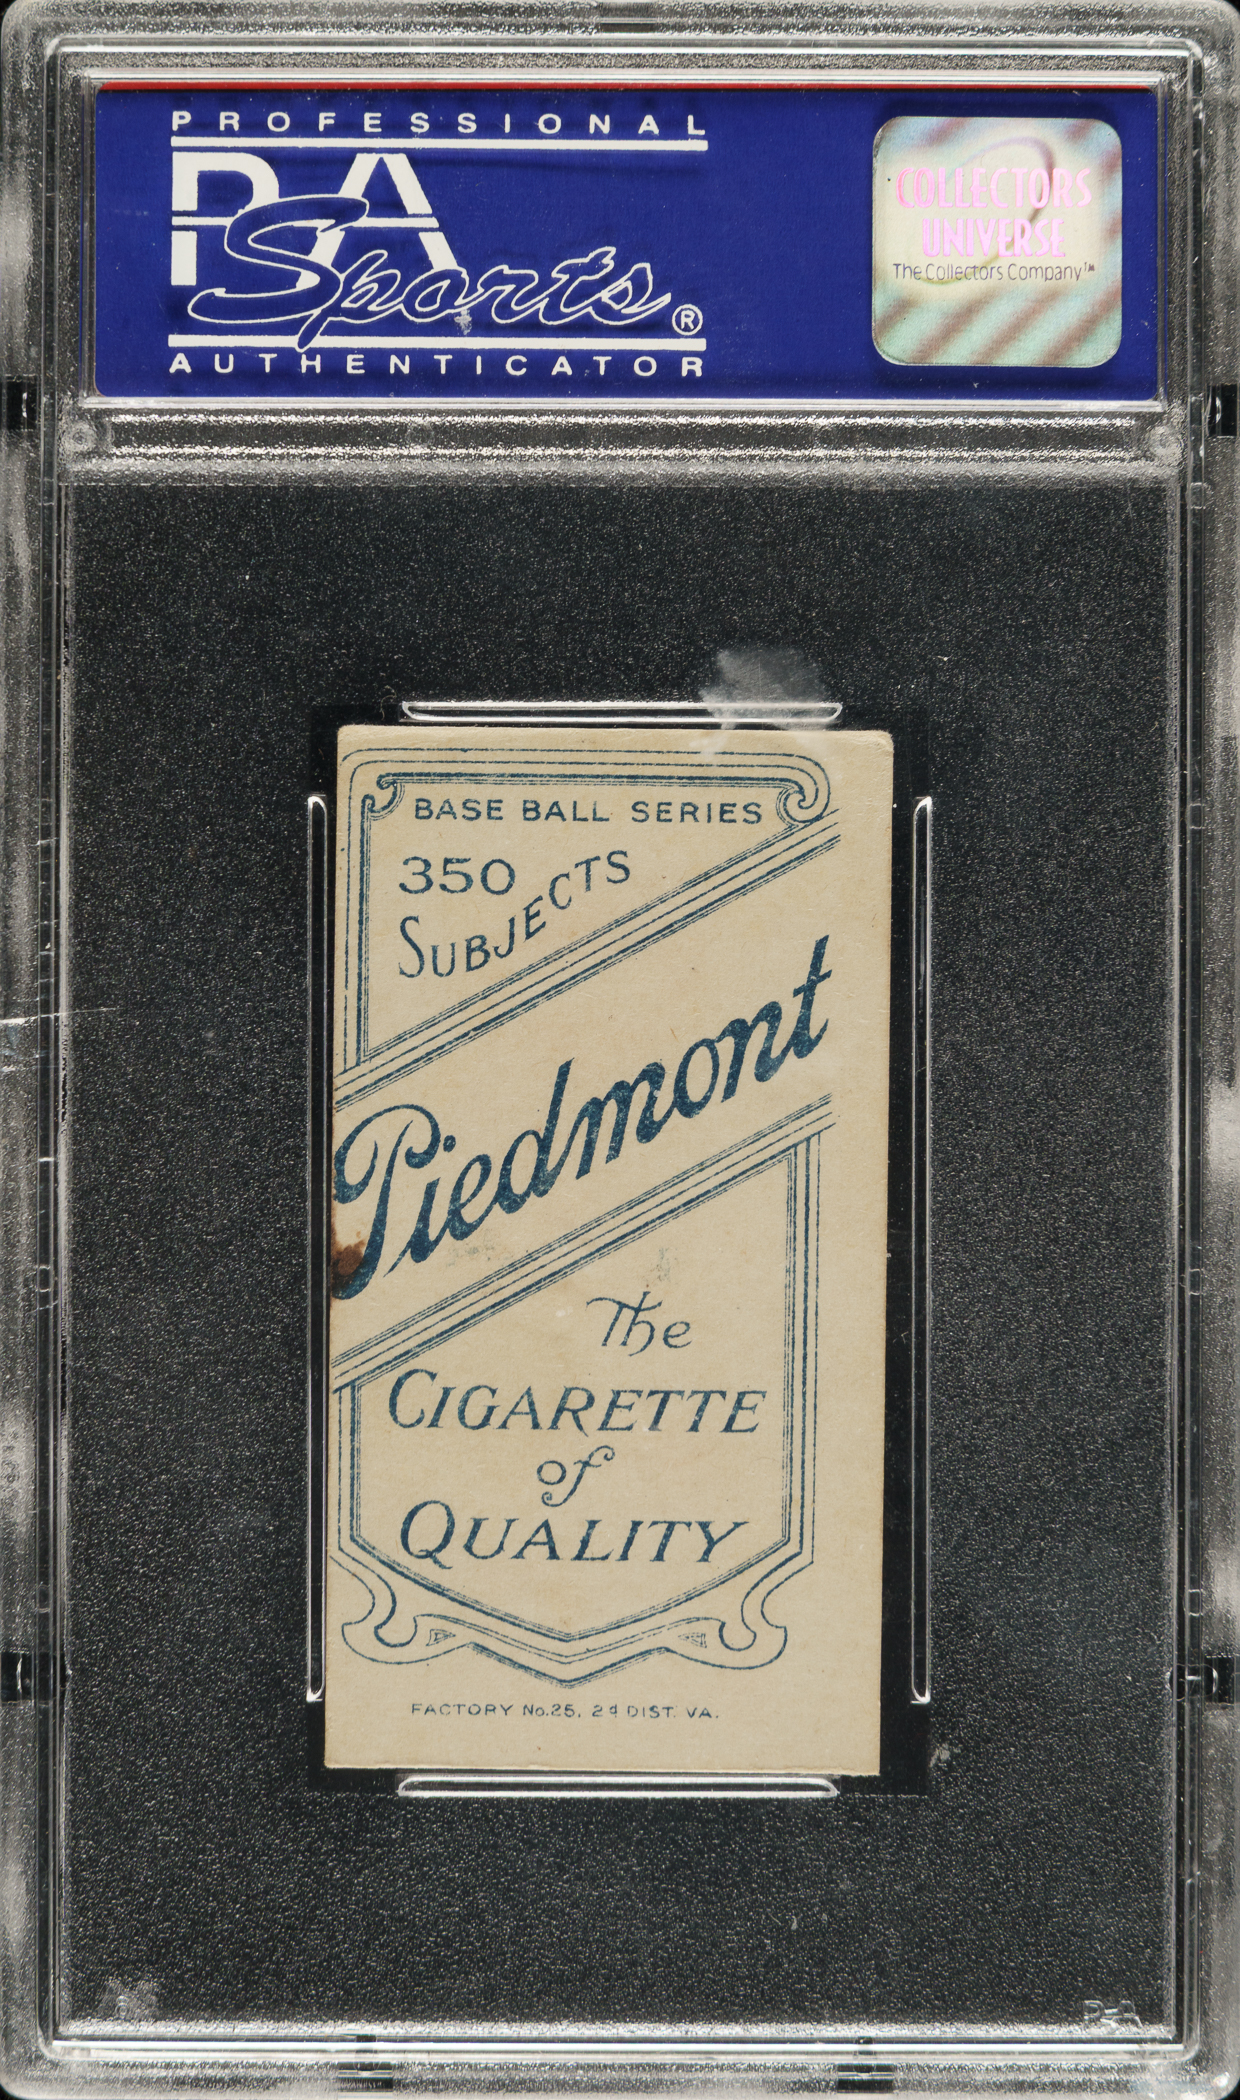 PROFESSIONAL
PSA
Sports®
AUTHENTICATOR
COLLECTORS
UNIVERSE
The Collectors Company™
BASE BALL SERIES
350
SUBJECTS
Piedmont
The
CIGARETTE
of
QUALITY
FACTORY No.25, 2d DIST. VA.
PSA